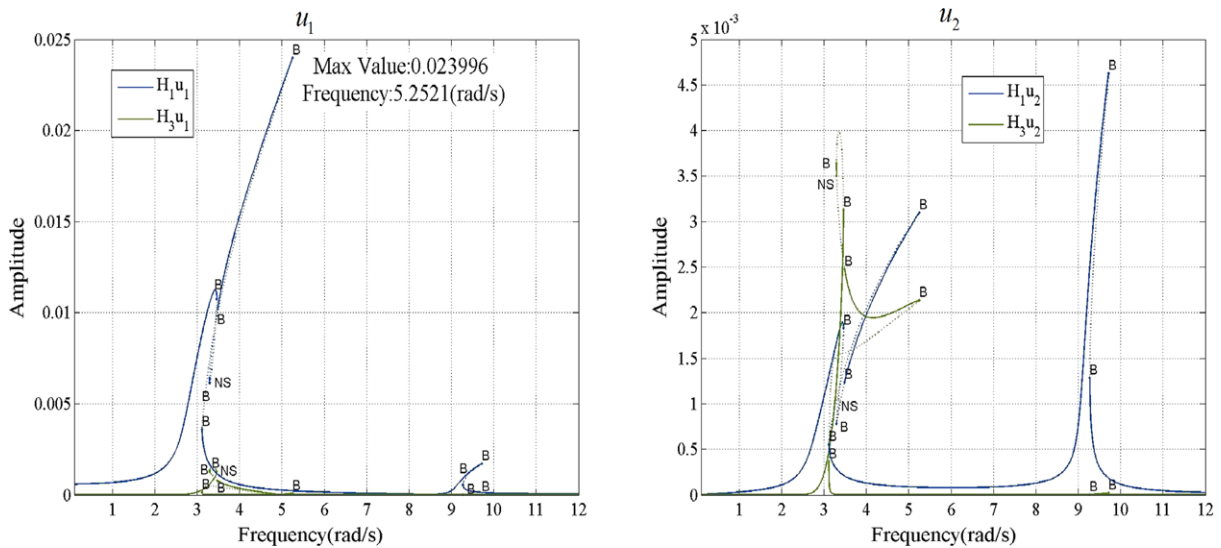 u₁
Amplitude
0.025
0.02
0.015
0.01
0.005
0
H₁u₁
H₃u₁
Max Value:0.023996
Frequency:5.2521(rad/s)
B
B
B
NS
B
B
B
B
NS
B
B
B
B
B
B
B
B
1 2 3 4 5 6 7 8 9 10 11 12
Frequency(rad/s)
u₂
x 10⁻³
Amplitude
5
4.5
4
3.5
3
2.5
2
1.5
1
0.5
0
H₁u₂
H₃u₂
B
B
NS
B
B
B
B
B
B
B
NS
B
B
B
B
B
1 2 3 4 5 6 7 8 9 10 11 12
Frequency(rad/s)